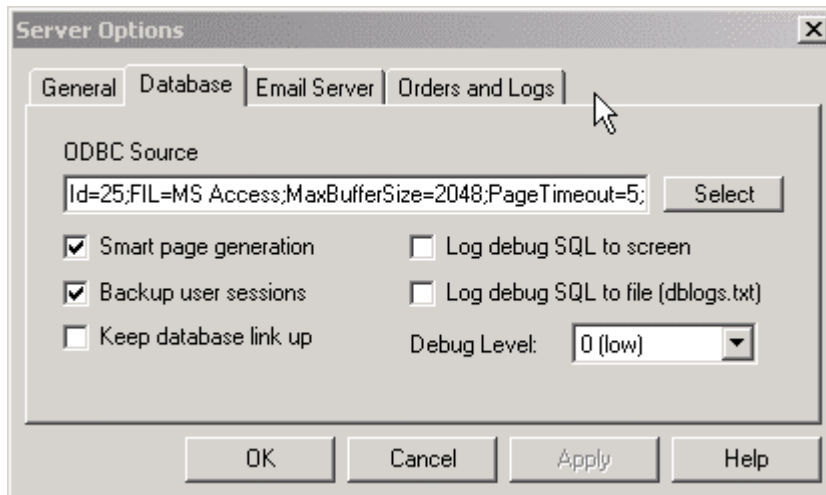 Server Options
General Database Email Server Orders and Logs
ODBC Source
Id=25;FIL=MS Access;MaxBufferSize=2048;PageTimeout=5; Select
Smart page generation Log debug SQL to screen
Backup user sessions Log debug SQL to file (dblogs.txt)
Keep database link up Debug Level: 0 (low)
OK Cancel Apply Help